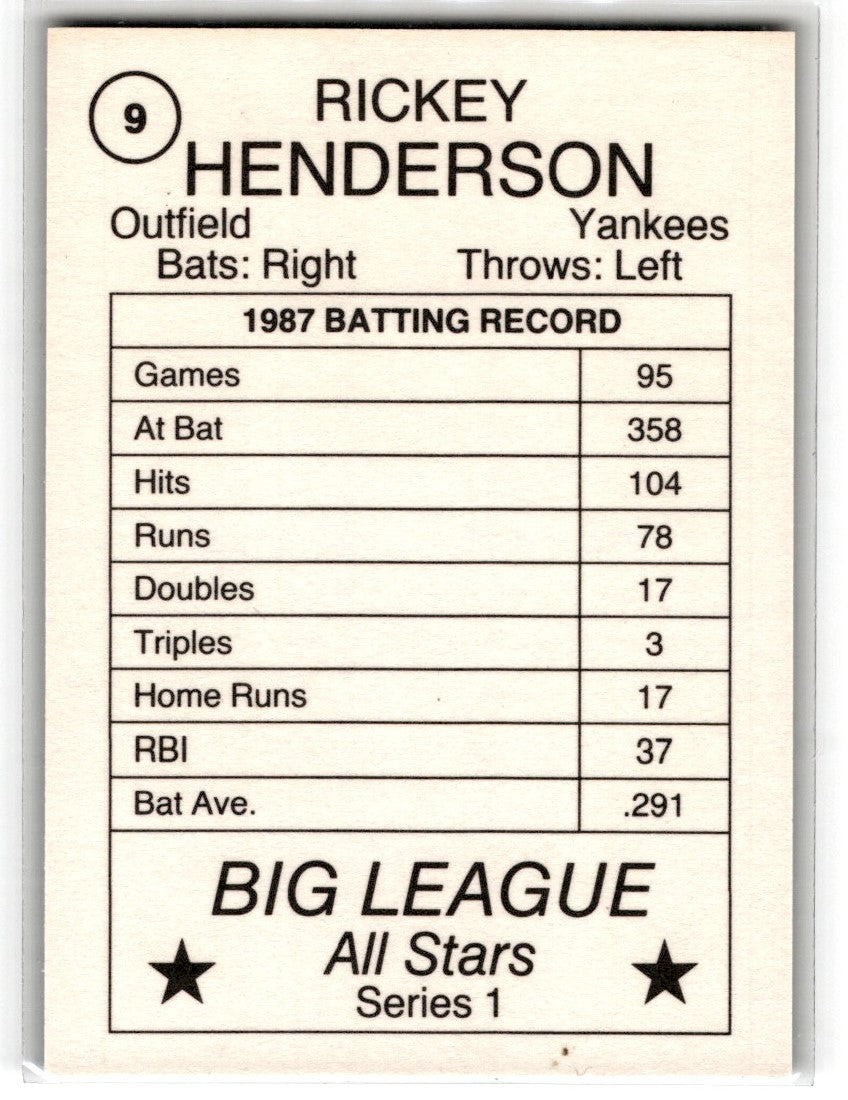 9
RICKEY
HENDERSON
Outfield Yankees
Bats: Right Throws: Left
1987 BATTING RECORD
Games 95
At Bat 358
Hits 104
Runs 78
Doubles 17
Triples 3
Home Runs 17
RBI 37
Bat Ave. .291
BIG LEAGUE
All Stars
Series 1